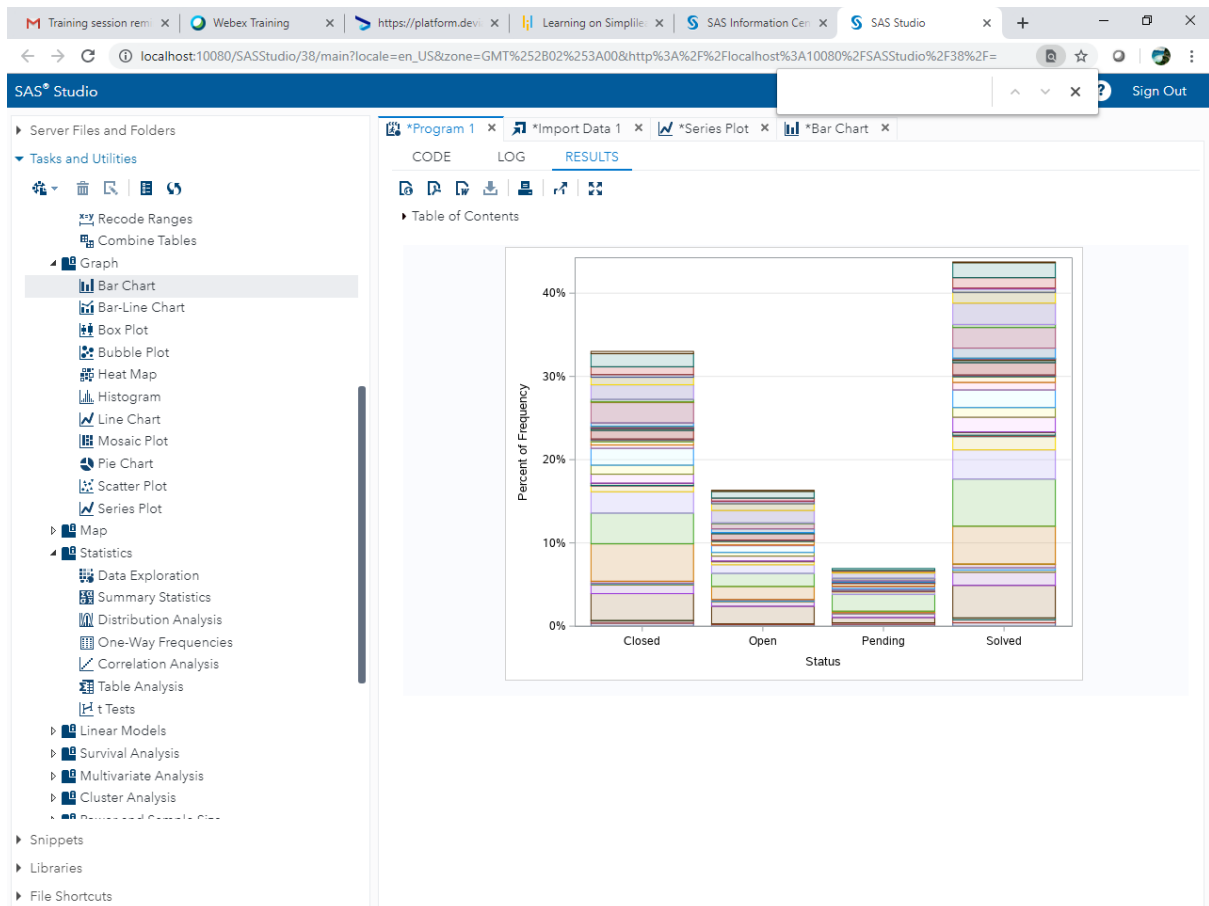 Training session rem
Webex Training
https://platform.devi
Learning on Simplile
SAS Information Cen
SAS Studio
localhost:10080/SASStudio/38/main?locale=en_US&zone=GMT%252B02%253A00&http%3A%2F%2Flocalhost%3A10080%2FSASStudio%2F38%2F=
SAS® Studio
? Sign Out
Server Files and Folders
Tasks and Utilities
x=y Recode Ranges
Combine Tables
Graph
Bar Chart
Bar-Line Chart
Box Plot
Bubble Plot
Heat Map
Histogram
Line Chart
Mosaic Plot
Pie Chart
Scatter Plot
Series Plot
Map
Statistics
Data Exploration
Summary Statistics
Distribution Analysis
One-Way Frequencies
Correlation Analysis
Table Analysis
t Tests
Linear Models
Survival Analysis
Multivariate Analysis
Cluster Analysis
Power and Sample Size
Snippets
Libraries
File Shortcuts
*Program 1
*Import Data 1
*Series Plot
*Bar Chart
CODE LOG RESULTS
Table of Contents
Percent of Frequency
40%
30%
20%
10%
0%
Closed Open Pending Solved
Status